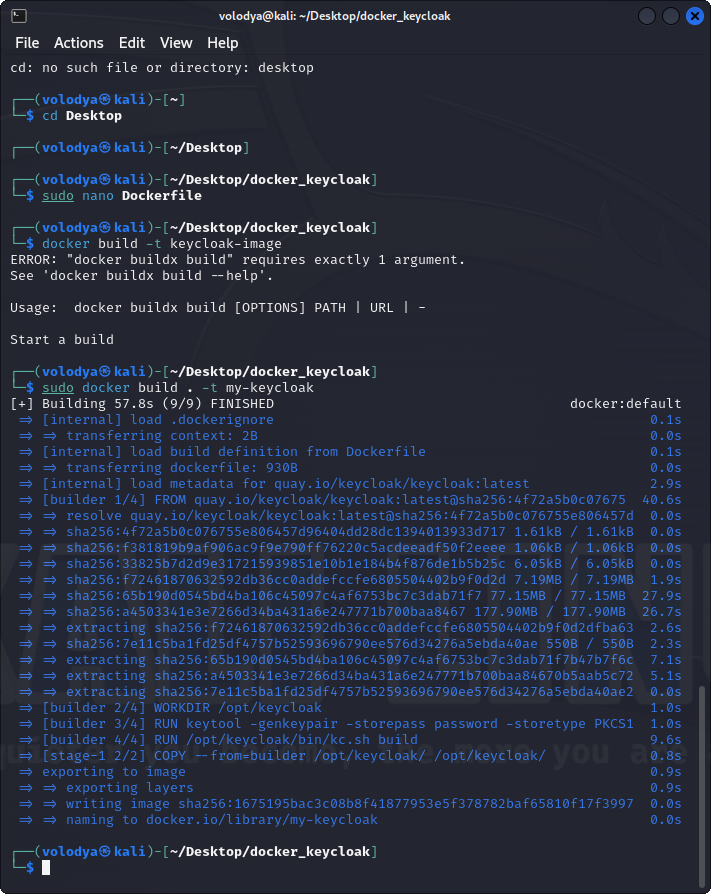 volodya@kali: ~/Desktop/docker_keycloak
File Actions Edit View Help
cd: no such file or directory: desktop
┌──(volodya㉿kali)-[~]
└─$ cd Desktop
┌──(volodya㉿kali)-[~/Desktop]
┌──(volodya㉿kali)-[~/Desktop/docker_keycloak]
└─$ sudo nano Dockerfile
┌──(volodya㉿kali)-[~/Desktop/docker_keycloak]
└─$ docker build -t keycloak-image
ERROR: "docker buildx build" requires exactly 1 argument.
See 'docker buildx build --help'.
Usage:  docker buildx build [OPTIONS] PATH | URL | -
Start a build
┌──(volodya㉿kali)-[~/Desktop/docker_keycloak]
└─$ sudo docker build . -t my-keycloak
[+] Building 57.8s (9/9) FINISHED docker:default
=> [internal] load .dockerignore 0.1s
=> => transferring context: 2B 0.0s
=> [internal] load build definition from Dockerfile 0.1s
=> => transferring dockerfile: 930B 0.0s
=> [internal] load metadata for quay.io/keycloak/keycloak:latest 2.9s
=> [builder 1/4] FROM quay.io/keycloak/keycloak:latest@sha256:4f72a5b0c07675 40.6s
=> => resolve quay.io/keycloak/keycloak:latest@sha256:4f72a5b0c076755e806457d 0.0s
=> => sha256:4f72a5b0c076755e806457d96404dd28dc1394013933d717 1.61kB / 1.61kB 0.0s
=> => sha256:f381819b9af906ac9f9e790ff76220c5acdeeadf50f2eeee 1.06kB / 1.06kB 0.0s
=> => sha256:33825b7d2d9e317215939851e10b1e184b4f876de1b5b25c 6.05kB / 6.05kB 0.0s
=> => sha256:f72461870632592db36cc0addefccfe6805504402b9f0d2d 7.19MB / 7.19MB 1.9s
=> => sha256:65b190d0545bd4ba106c45097c4af6753bc7c3dab71f7 77.15MB / 77.15MB 27.9s
=> => sha256:a4503341e3e7266d34ba431a6e247771b700baa8467 177.90MB / 177.90MB 26.7s
=> => extracting sha256:f72461870632592db36cc0addefccfe6805504402b9f0d2dfba63 2.6s
=> => sha256:7e11c5ba1fd25df4757b52593696790ee576d34276a5ebda40ae 550B / 550B 2.3s
=> => extracting sha256:65b190d0545bd4ba106c45097c4af6753bc7c3dab71f7b47b7f6c 7.1s
=> => extracting sha256:a4503341e3e7266d34ba431a6e247771b700baa84670b5aab5c72 5.1s
=> => extracting sha256:7e11c5ba1fd25df4757b52593696790ee576d34276a5ebda40ae2 0.0s
=> [builder 2/4] WORKDIR /opt/keycloak 1.0s
=> [builder 3/4] RUN keytool -genkeypair -storepass password -storetype PKCS1 1.0s
=> [builder 4/4] RUN /opt/keycloak/bin/kc.sh build 9.6s
=> [stage-1 2/2] COPY --from=builder /opt/keycloak/ /opt/keycloak/ 0.8s
=> exporting to image 0.9s
=> => exporting layers 0.9s
=> => writing image sha256:1675195bac3c08b8f41877953e5f378782baf65810f17f3997 0.0s
=> => naming to docker.io/library/my-keycloak 0.0s
┌──(volodya㉿kali)-[~/Desktop/docker_keycloak]
└─$